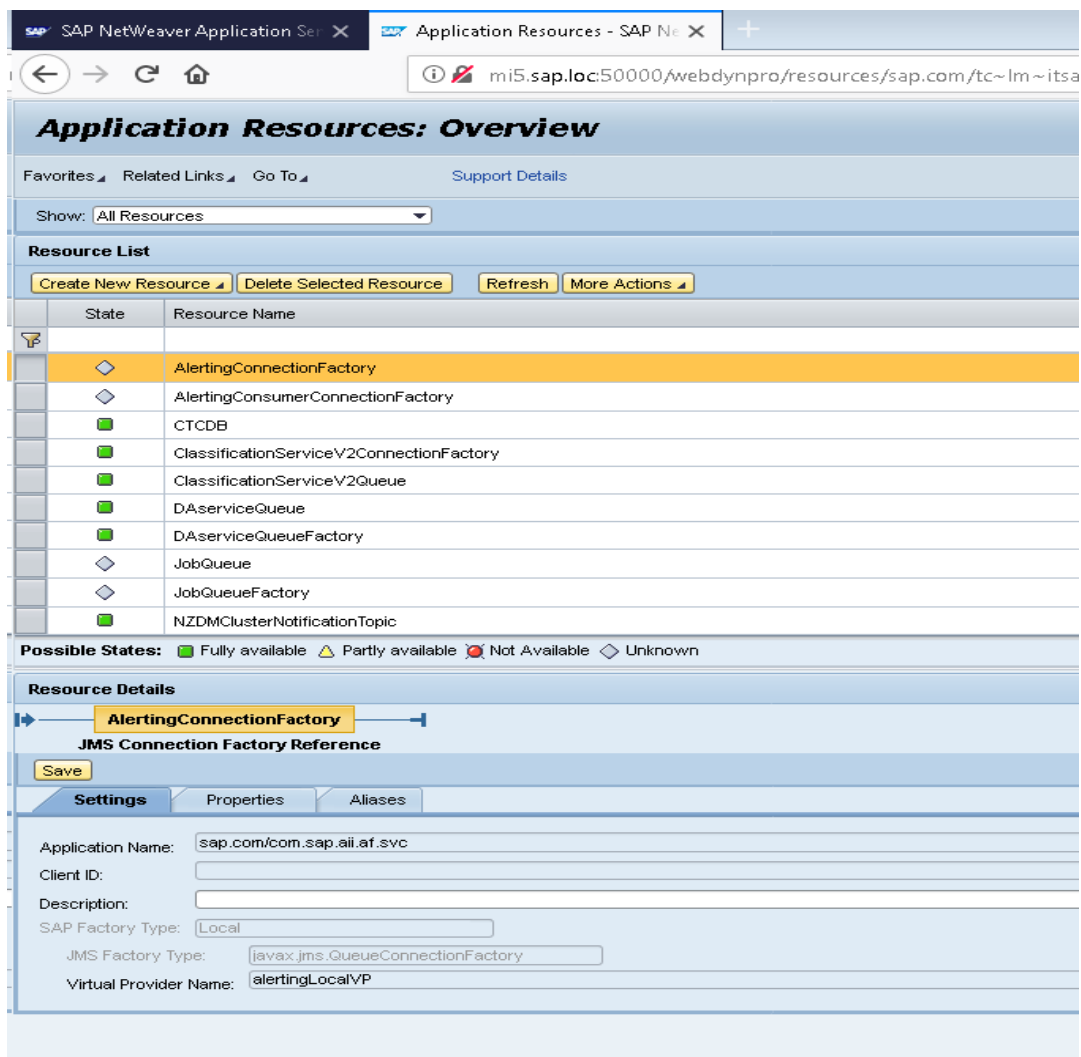 SAP NetWeaver Application Ser
Application Resources - SAP Ne
mi5.sap.loc:50000/webdynpro/resources/sap.com/tc~lm~itsa
Application Resources: Overview
Favorites Related Links Go To Support Details
Show: All Resources
Resource List
Create New Resource Delete Selected Resource Refresh More Actions
State Resource Name
AlertingConnectionFactory
AlertingConsumerConnectionFactory
CTCDB
ClassificationServiceV2ConnectionFactory
ClassificationServiceV2Queue
DAserviceQueue
DAserviceQueueFactory
JobQueue
JobQueueFactory
NZDMClusterNotificationTopic
Possible States: Fully available Partly available Not Available Unknown
Resource Details
AlertingConnectionFactory
JMS Connection Factory Reference
Save
Settings Properties Aliases
Application Name: sap.com/com.sap.aii.af.svc
Client ID:
Description:
SAP Factory Type: Local
JMS Factory Type: javax.jms.QueueConnectionFactory
Virtual Provider Name: alertingLocalVP